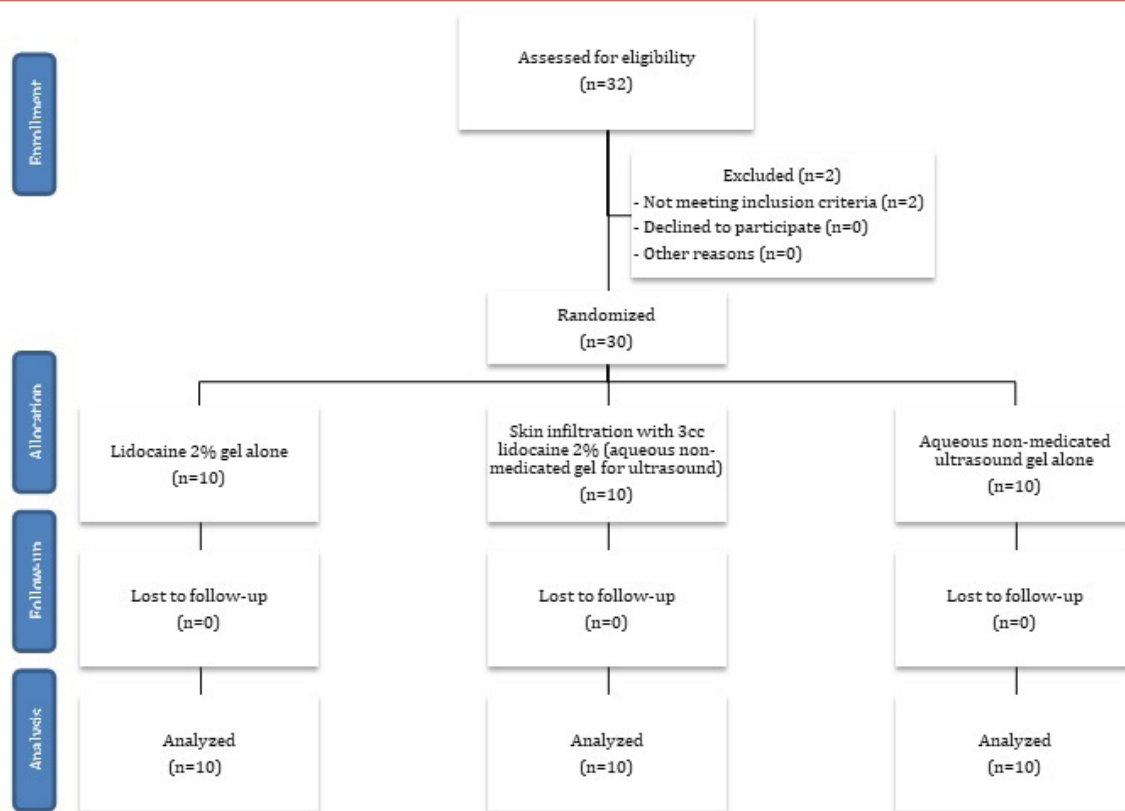 Enrollment
Assessed for eligibility
(n=32)
Excluded (n=2)
- Not meeting inclusion criteria (n=2)
- Declined to participate (n=0)
- Other reasons (n=0)
Randomized
(n=30)
Allocation
Lidocaine 2% gel alone
(n=10)
Skin infiltration with 3cc
lidocaine 2% (aqueous non-
medicated gel for ultrasound)
(n=10)
Aqueous non-medicated
ultrasound gel alone
(n=10)
Follow-up
Lost to follow-up
(n=0)
Lost to follow-up
(n=0)
Lost to follow-up
(n=0)
Analysis
Analyzed
(n=10)
Analyzed
(n=10)
Analyzed
(n=10)